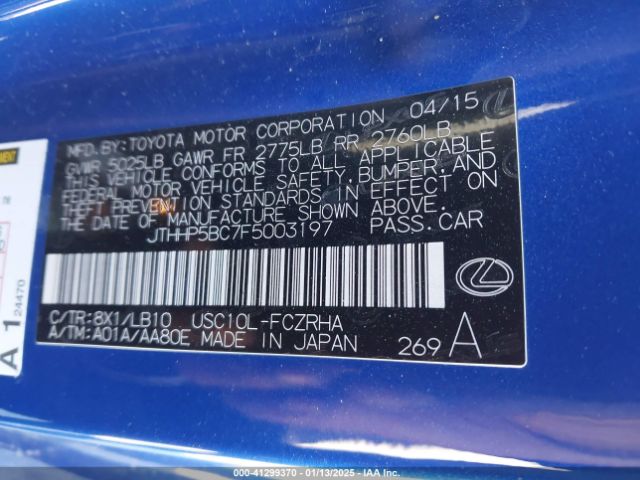 MFD. BY: TOYOTA MOTOR CORPORATION 04/15
GVWR 5025LB GAWR FR 2775LB RR 2760LB
THIS VEHICLE CONFORMS TO ALL APPLICABLE
FEDERAL MOTOR VEHICLE SAFETY, BUMPER, AND
THEFT PREVENTION STANDARDS IN EFFECT ON
THE DATE OF MANUFACTURE SHOWN ABOVE.
JTHHP5BC7F5003197 PASS. CAR
C/TR: 8X1/LB10 USC10L-FCZRHA
A/TM: A01A/AA80E MADE IN JAPAN 269 A
A 1
24470
000-41299370 | 01/13/2025 | IAA Inc.